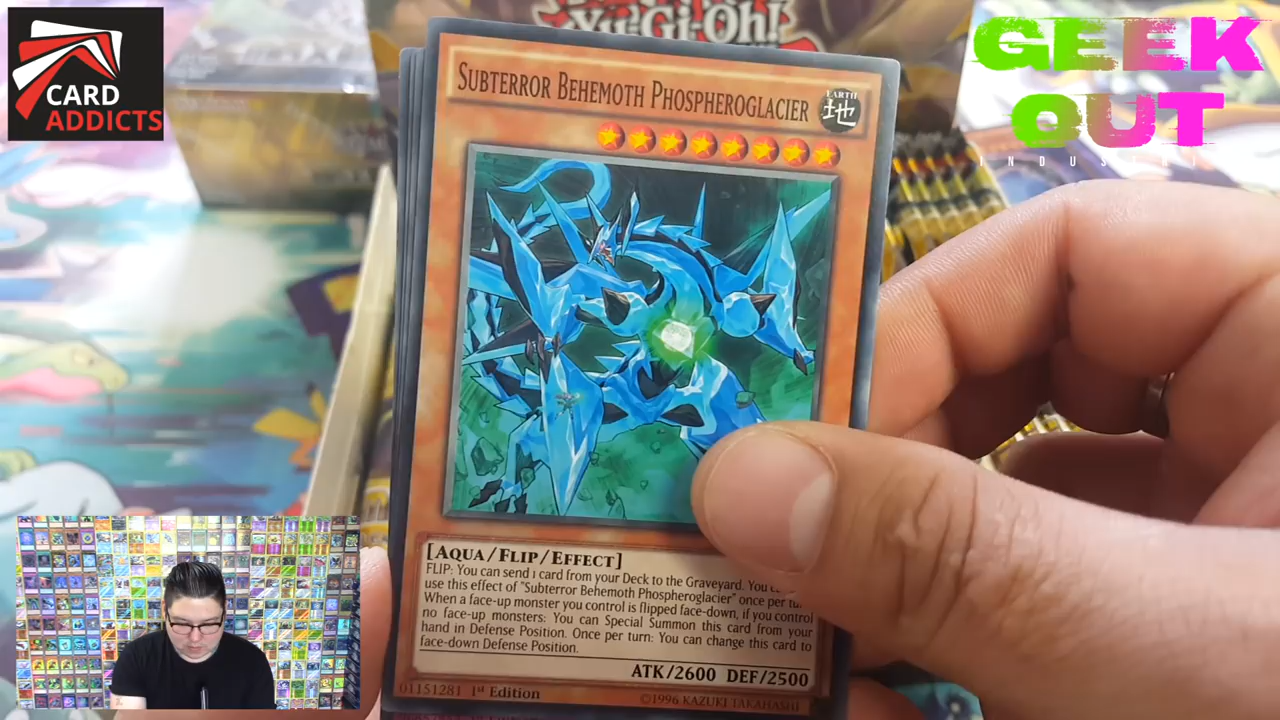 CARD
ADDICTS
Yu-Gi-Oh!
GEEK
OUT
SUBTERROR BEHEMOTH PHOSPHEROGLACIER
EARTH
地
[AQUA/FLIP/EFFECT]
FLIP: You can send 1 card from your Deck to the Graveyard. You
use this effect of "Subterror Behemoth Phospheroglacier" once per
When a face-up monster you control is flipped face-down, if you control
no face-up monsters: You can Special Summon this card from your
hand in Defense Position. Once per turn: You can change this card to
face-down Defense Position.
ATK/2600 DEF/2500
01151281 1st Edition
©1996 KAZUKI TAKAHASHI